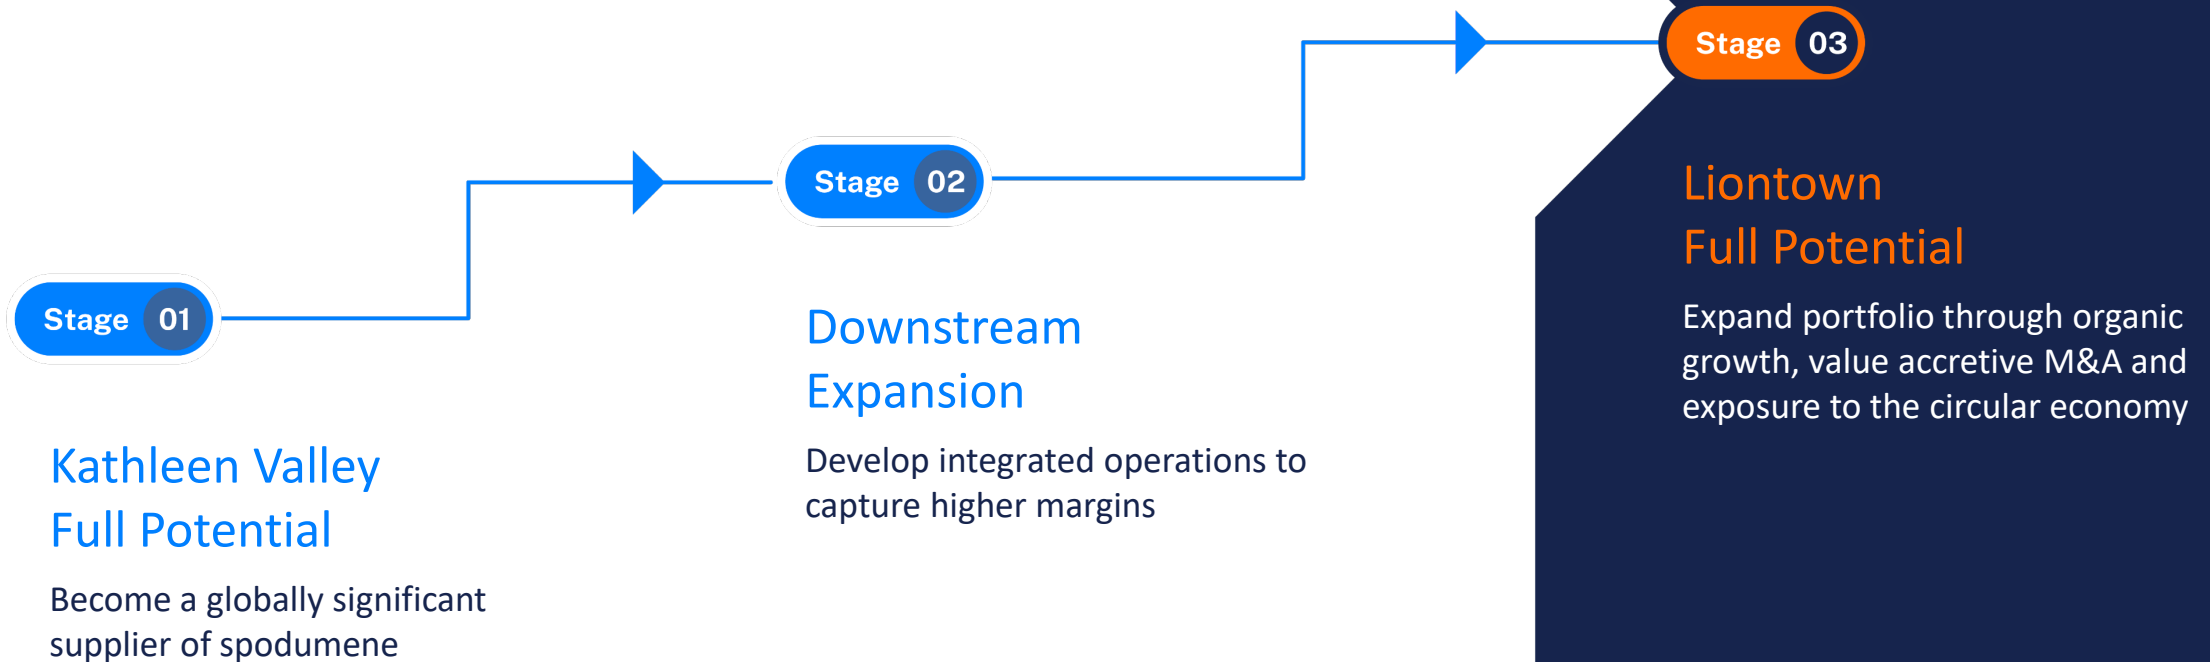 Stage 01
Kathleen Valley
Full Potential
Become a globally significant
supplier of spodumene
Stage 02
Downstream
Expansion
Develop integrated operations to
capture higher margins
Stage 03
Liontown
Full Potential
Expand portfolio through organic
growth, value accretive M&A and
exposure to the circular economy